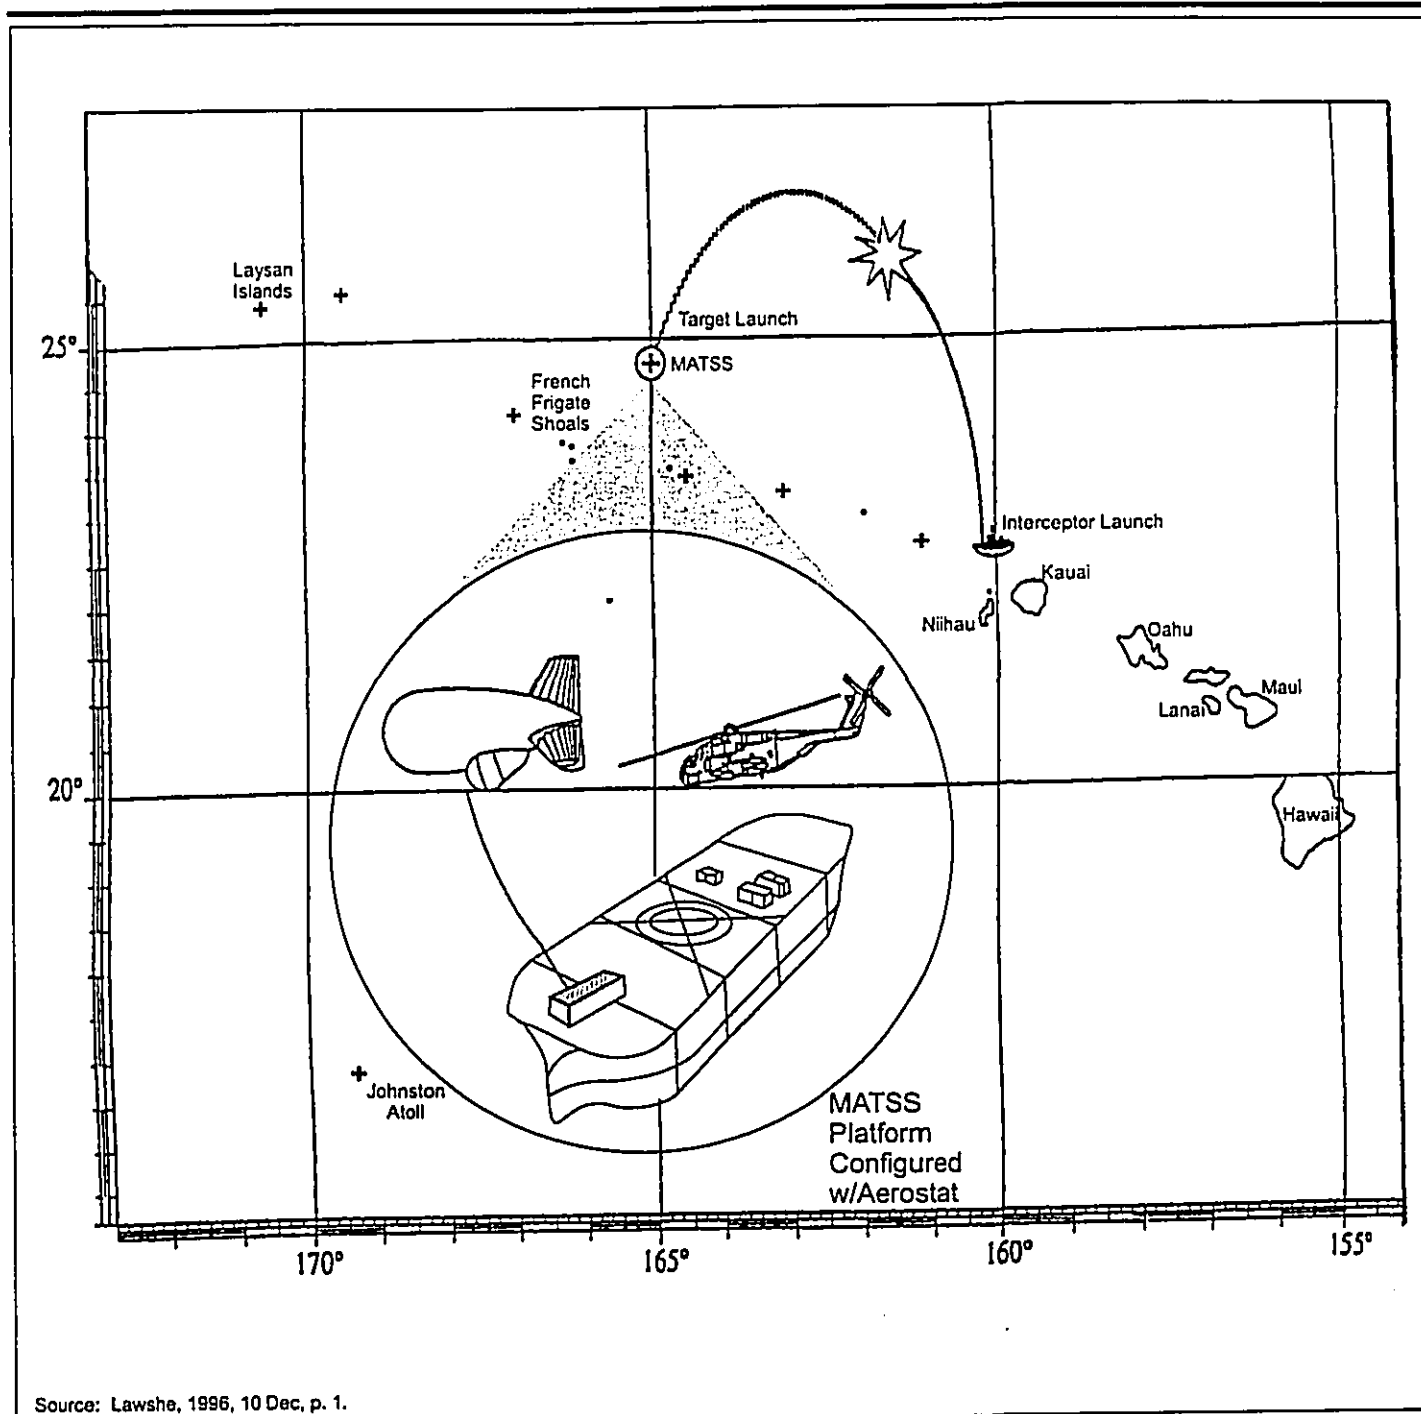 Laysan
Islands
Target Launch
25°
MATSS
French
Frigate
Shoals
Interceptor Launch
Kauai
Niihau
Oahu
Maui
Lanai
20°
Hawaii
Johnston
Atoll
MATSS
Platform
Configured
w/Aerostat
170°
165°
160°
155°
Source: Lawshe, 1996, 10 Dec, p. 1.